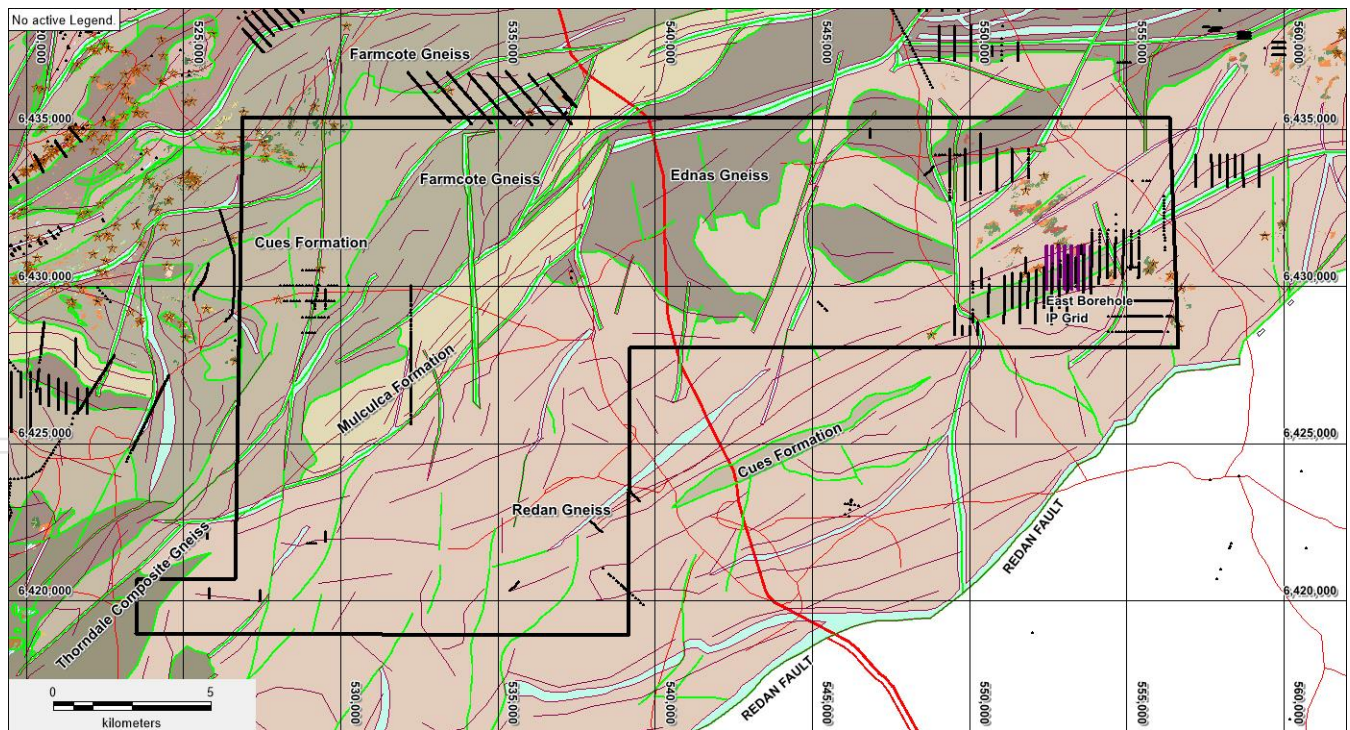 No active Legend.
525,000
535,000
540,000
545,000
550,000
555,000
560,000
Farmcote Gneiss
6,435,000
6,435,000
Farmcote Gneiss
Ednas Gneiss
Cues Formation
6,430,000
6,430,000
East Borehole
IP Grid
Mulculca Formation
6,425,000
6,425,000
Cues Formation
Redan Gneiss
REDAN FAULT
Thorndale Composite Gneiss
6,420,000
6,420,000
REDAN FAULT
0 5
kilometers
530,000
535,000
540,000
545,000
550,000
555,000
560,000